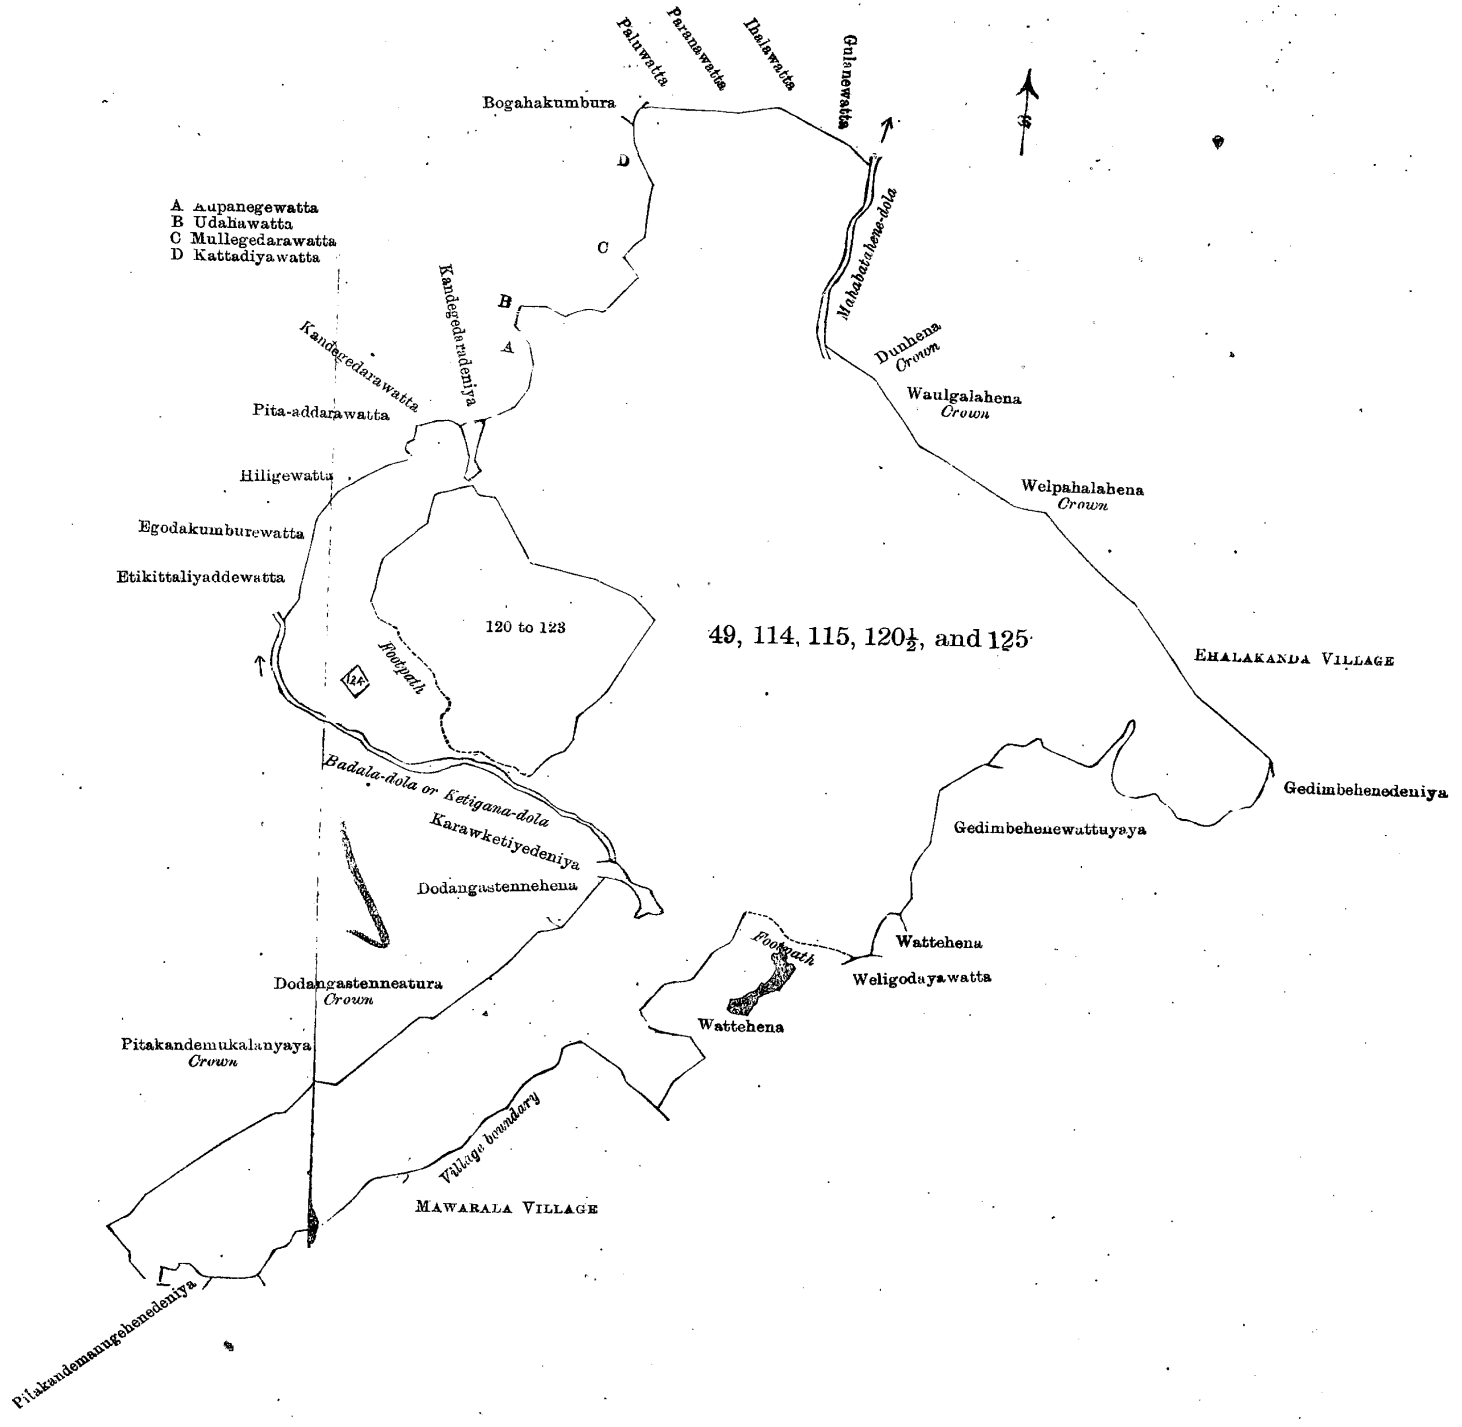 Paluwatta
Paranawatta
Ihalawatta
Gulanewatta
Bogahakumbura
D
A Aupanegewatta
B Udahawatta
C Mullegedarawatta
D Kattadiyawatta
C
B
A
Mahabatahene-dola
Kandegedaradeniya
Kandegedarawatta
Dunhena
Crown
Waulgalahena
Crown
Pita-addarawatta
Hiligewatta
Welpahalahena
Crown
Egodakumburewatta
Etikittaliyaddewatta
120 to 123
49, 114, 115, 120½, and 125
Footpath
EHALAKANDA VILLAGE
Badala-dola or Ketigana-dola
Gedimbehenedeniya
Karawketiyedeniya
Gedimbehenewattuyaya
Dodangastennehena
Footpath
Wattehena
Weligodayawatta
Dodangastenneatura
Crown
Wattehena
Pitakandemukalanyaya
Crown
Village boundary
MAWARALA VILLAGE
Pitakandemanugehenedeniya